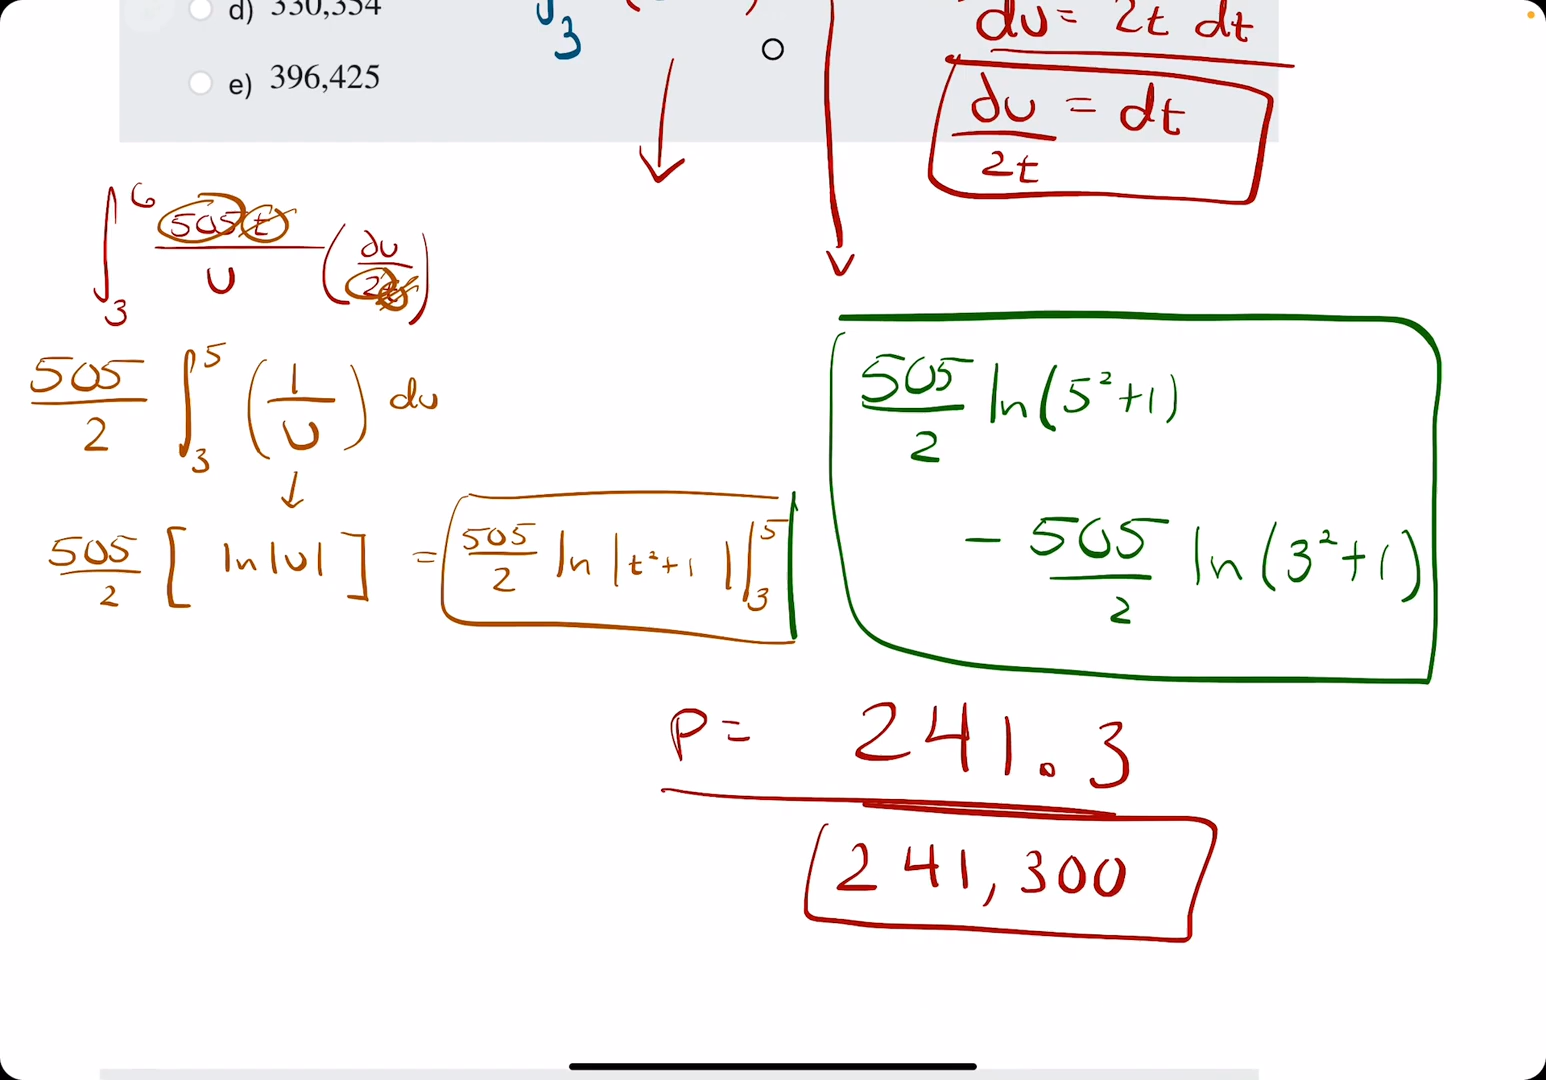 d) 330,354
3
e) 396,425
du = 2t dt
du/2t = dt
∫₃⁶ 505t/u (du/2t)
505/2 ∫₃⁵ (1/u) du
505/2 [ ln|u| ] = 505/2 ln |t²+1| |₃⁵
505/2 ln(5²+1)
- 505/2 ln(3²+1)
P = 241.3
241,300